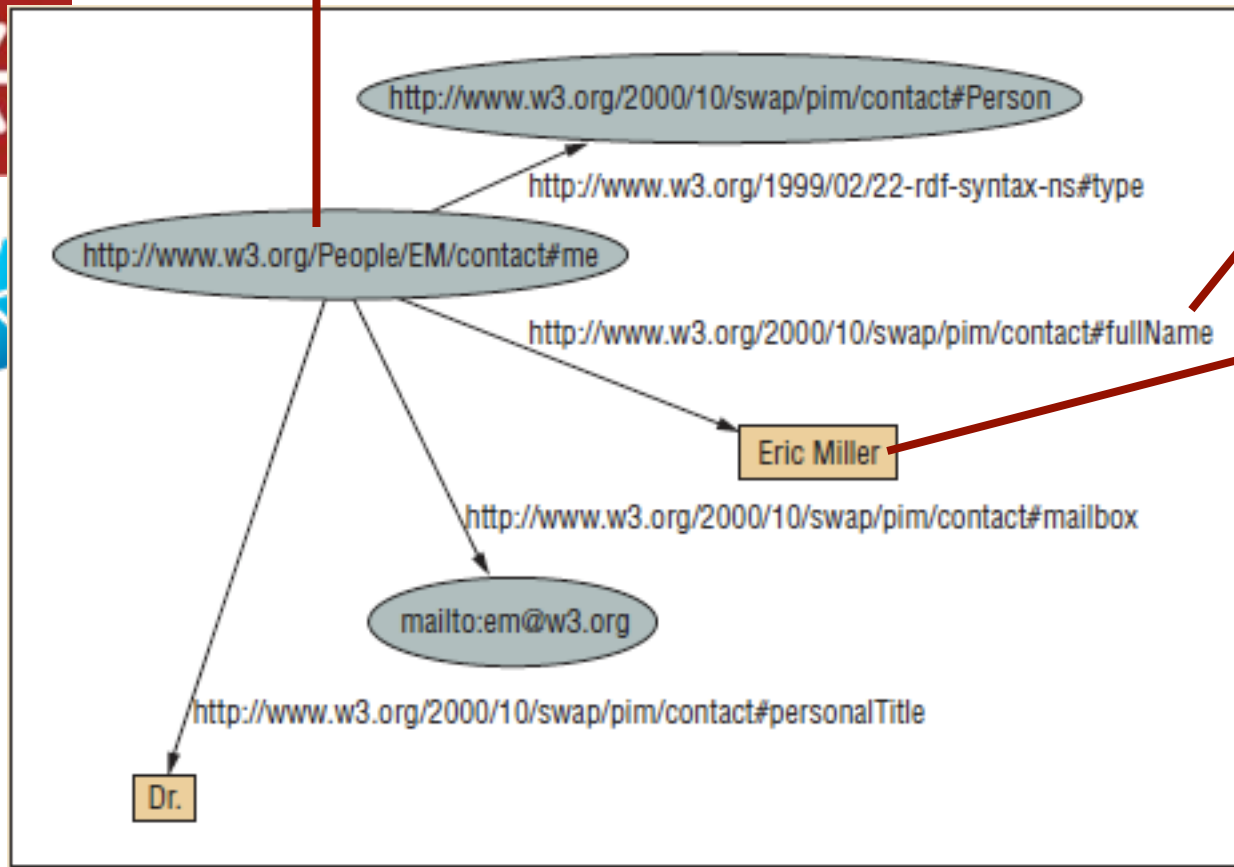 http://www.w3.org/2000/10/swap/pim/contact#Person
http://www.w3.org/1999/02/22-rdf-syntax-ns#type
http://www.w3.org/People/EM/contact#me
http://www.w3.org/2000/10/swap/pim/contact#fullName
Eric Miller
http://www.w3.org/2000/10/swap/pim/contact#mailbox
mailto:em@w3.org
http://www.w3.org/2000/10/swap/pim/contact#personalTitle
Dr.